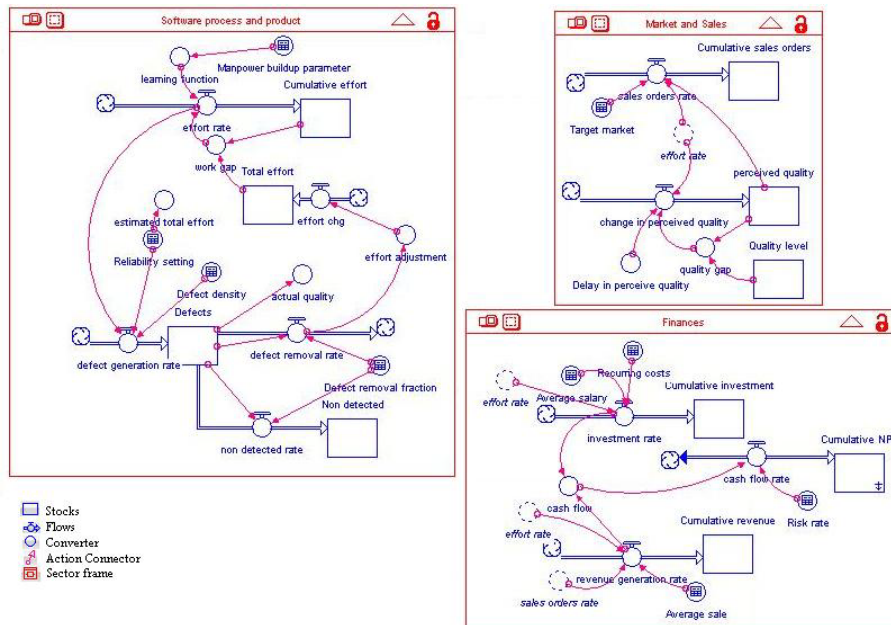 Software process and product
Manpower buildup parameter
learning function
Cumulative effort
effort rate
work gap
Total effort
estimated total effort
effort chg
Reliability setting
effort adjustment
Defect density
actual quality
Defects
defect generation rate
defect removal rate
Defect removal fraction
Non detected
non detected rate
Stocks
Flows
Converter
Action Connector
Sector frame
Market and Sales
Cumulative sales orders
sales orders rate
Target market
effort rate
perceived quality
change in perceived quality
Quality level
quality gap
Delay in perceive quality
Finances
Recurring costs
effort rate
Average salary
Cumulative investment
investment rate
Cumulative NP
cash flow rate
cash flow
Risk rate
Cumulative revenue
effort rate
revenue generation rate
sales orders rate
Average sale